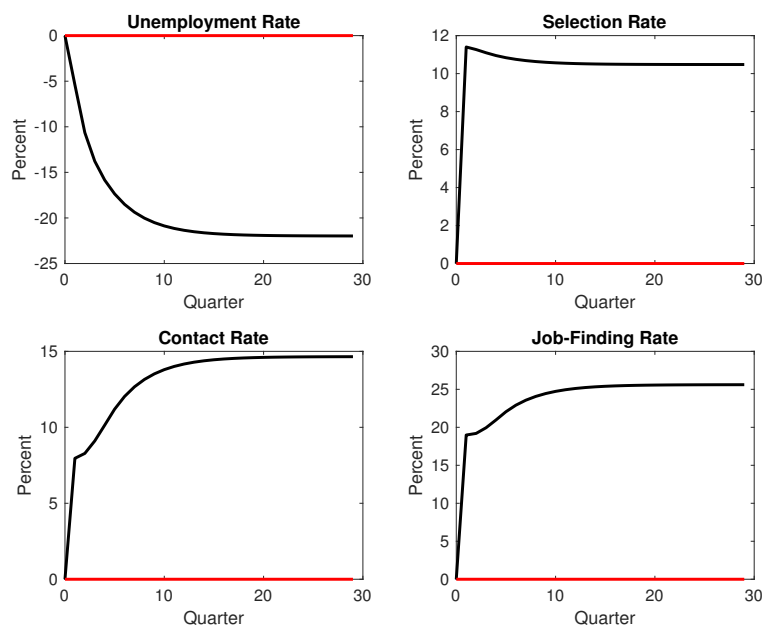 Unemployment Rate
0
-5
-10
-15
-20
-25
Percent
0 10 20 30
Quarter
Selection Rate
12
10
8
6
4
2
0
Percent
0 10 20 30
Quarter
Contact Rate
15
10
5
0
Percent
0 10 20 30
Quarter
Job-Finding Rate
30
25
20
15
10
5
0
Percent
0 10 20 30
Quarter